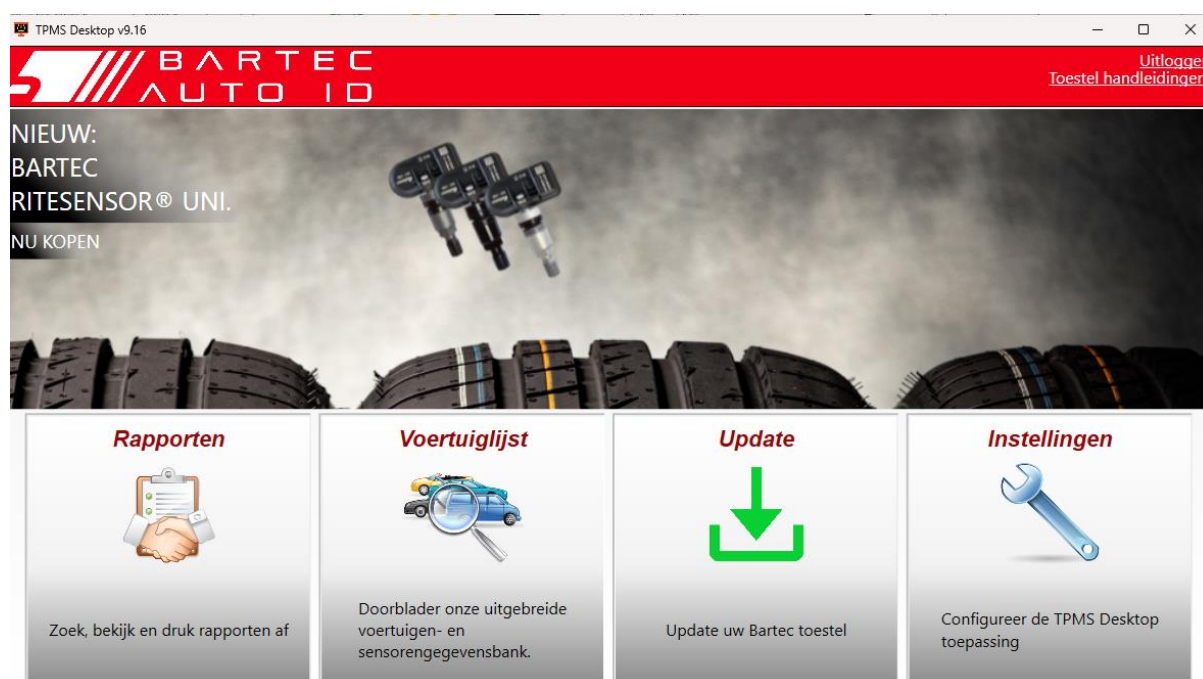 TPMS Desktop v9.16
BARTEC
AUTO ID
Uitlogge
Toestel handleidinger
NIEUW:
BARTEC
RITESENSOR® UNI.
NU KOPEN
Rapporten
Zoek, bekijk en druk rapporten af
Voertuiglijst
Doorblader onze uitgebreide
voertuigen- en
sensorengegevensbank.
Update
Update uw Bartec toestel
Instellingen
Configureer de TPMS Desktop
toepassing